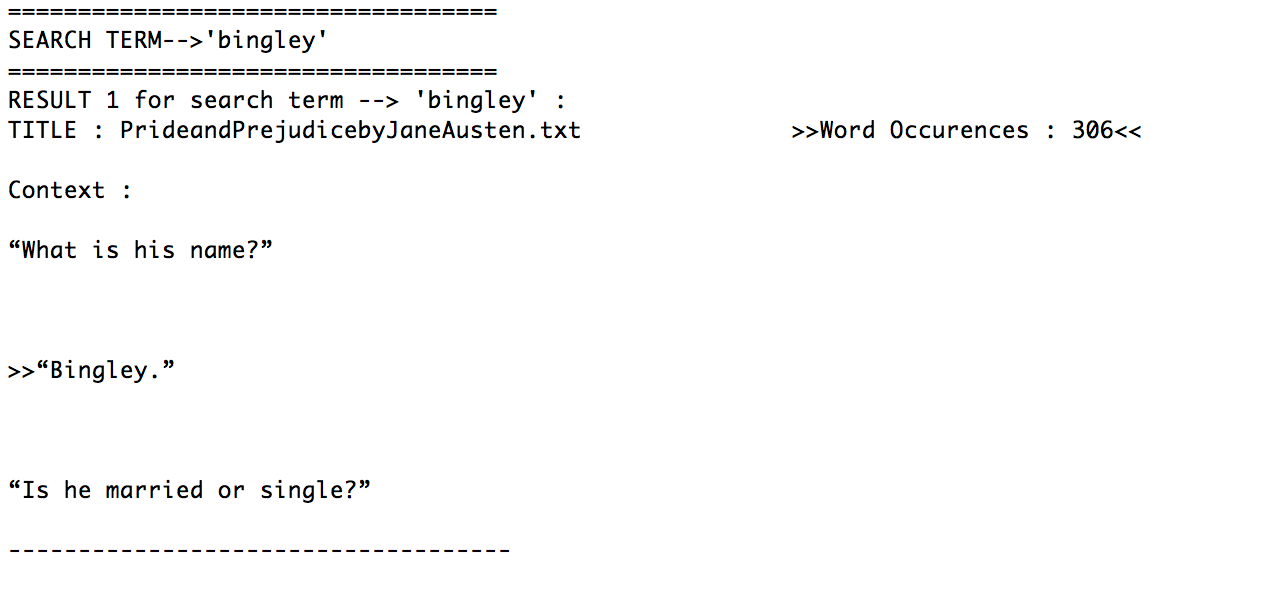 ===================================
SEARCH TERM-->'bingley'
===================================
RESULT 1 for search term --> 'bingley' :
TITLE : PrideandPrejudicebyJaneAusten.txt               >>Word Occurences : 306<<
Context :
“What is his name?”
>>“Bingley.”
“Is he married or single?”
------------------------------------